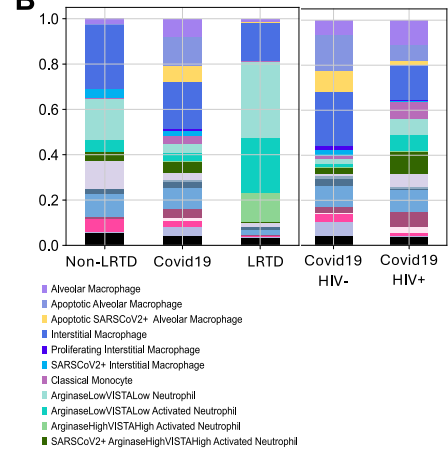 B
1.0
0.8
0.6
0.4
0.2
0.0
Non-LRTD Covid19 LRTD Covid19 HIV- Covid19 HIV+
Alveolar Macrophage
Apoptotic Alveolar Macrophage
Apoptotic SARSCoV2+ Alveolar Macrophage
Interstitial Macrophage
Proliferating Interstitial Macrophage
SARSCoV2+ Interstitial Macrophage
Classical Monocyte
ArginaseLowVISTALow Neutrophil
ArginaseLowVISTALow Activated Neutrophil
ArginaseHighVISTAHigh Activated Neutrophil
SARSCoV2+ ArginaseHighVISTAHigh Activated Neutrophil